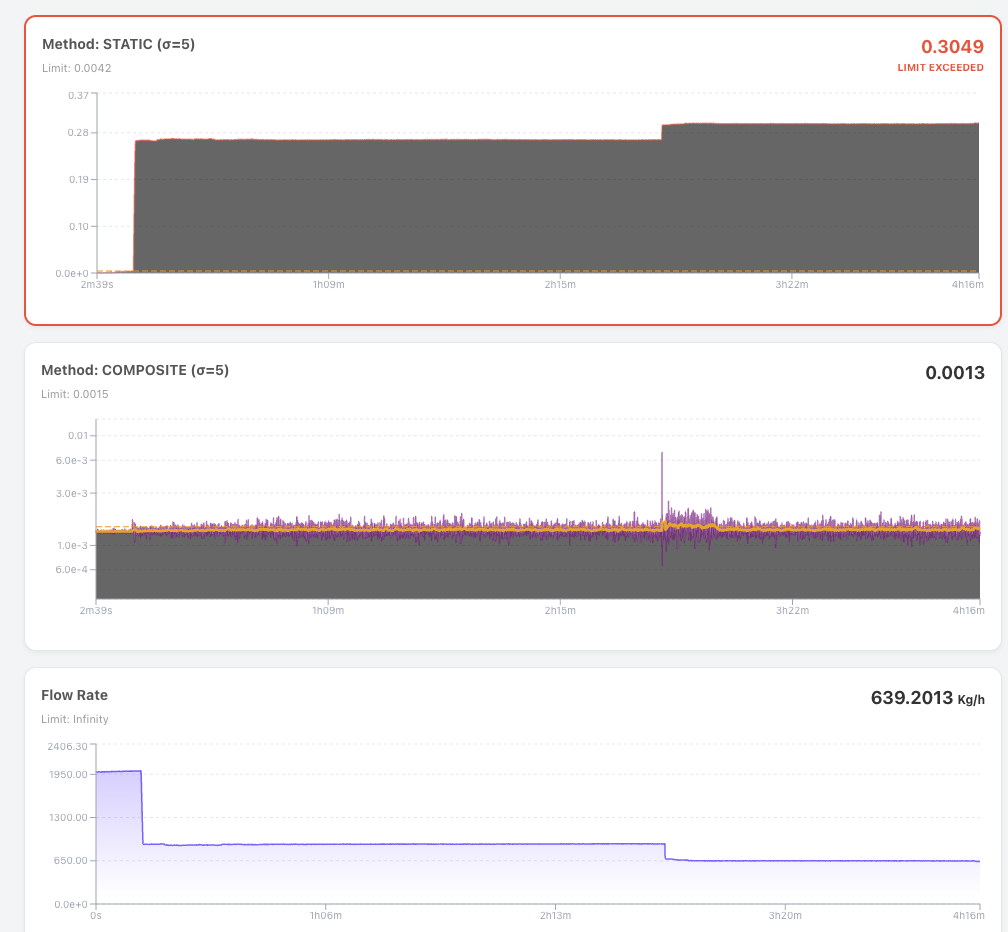 Method: STATIC (σ=5)
0.3049
Limit: 0.0042
LIMIT EXCEEDED
0.37
0.28
0.19
0.10
0.0e+0
2m39s 1h09m 2h15m 3h22m 4h16m
Method: COMPOSITE (σ=5)
0.0013
Limit: 0.0015
0.01
6.0e-3
3.0e-3
1.0e-3
6.0e-4
2m39s 1h09m 2h15m 3h22m 4h16m
Flow Rate
639.2013 Kg/h
Limit: Infinity
2406.30
1950.00
1300.00
650.00
0.0e+0
0s 1h06m 2h13m 3h20m 4h16m